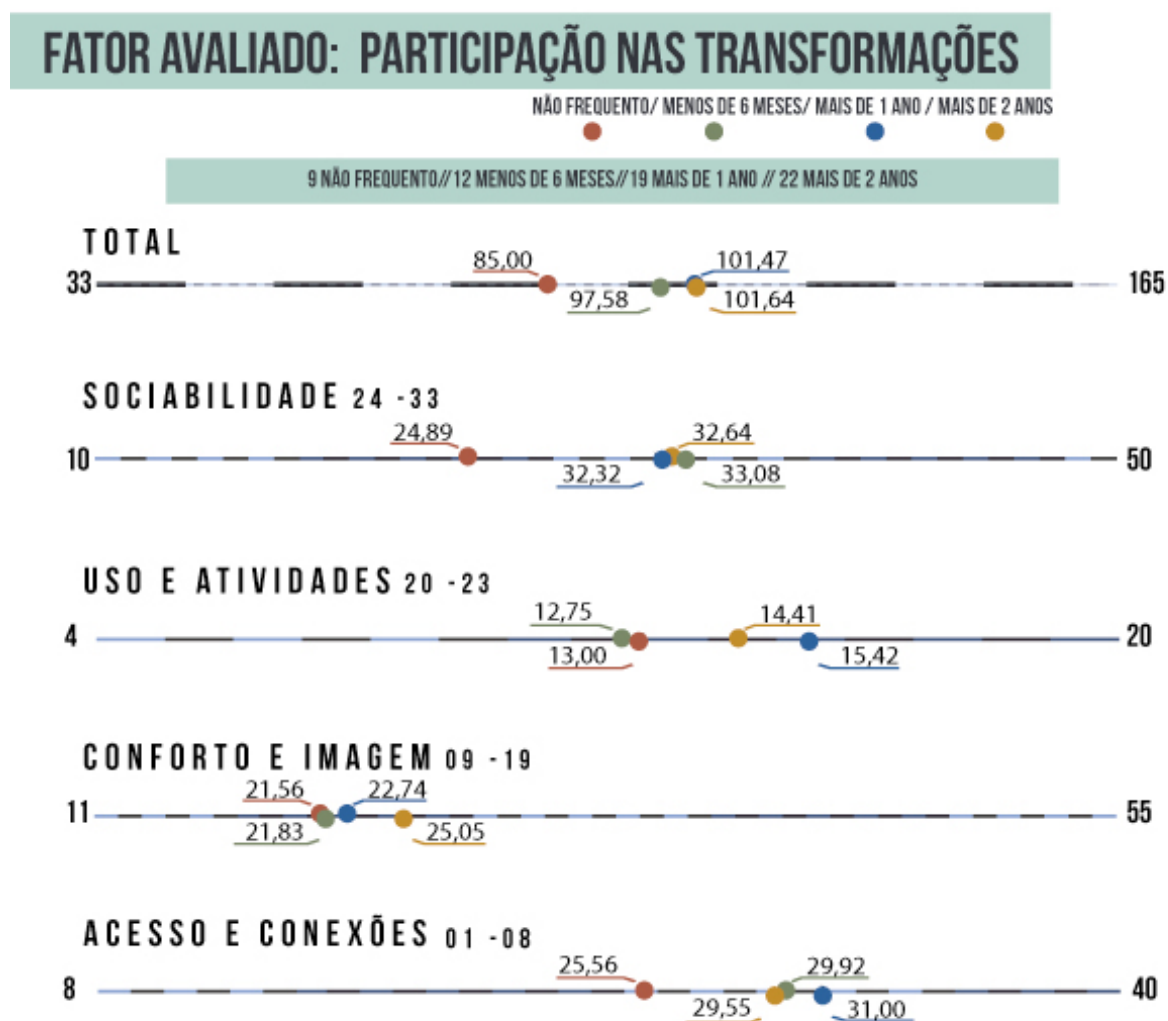 FATOR AVALIADO: PARTICIPAÇÃO NAS TRANSFORMAÇÕES
NÃO FREQUENTO/ MENOS DE 6 MESES/ MAIS DE 1 ANO / MAIS DE 2 ANOS
9 NÃO FREQUENTO//12 MENOS DE 6 MESES//19 MAIS DE 1 ANO // 22 MAIS DE 2 ANOS
TOTAL
85,00 101,47
33 165
97,58 101,64
SOCIABILIDADE 24 -33
24,89 32,64
10 50
32,32 33,08
USO E ATIVIDADES 20 -23
12,75 14,41
4 20
13,00 15,42
CONFORTO E IMAGEM 09 -19
21,56 22,74
11 55
21,83 25,05
ACESSO E CONEXÕES 01 -08
25,56 29,92
8 40
29,55 31,00